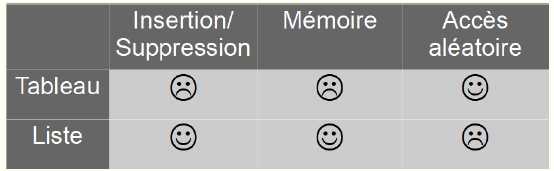 Insertion/ Mémoire Accès
Suppression aléatoire
Tableau ☹ ☹ ☺
Liste ☺ ☺ ☹